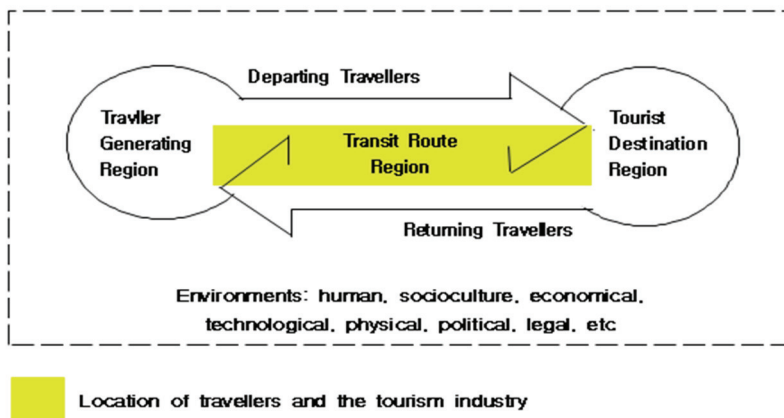 Departing Travellers
Travller
Generating
Region
Transit Route
Region
Tourist
Destination
Region
Returning Travellers
Environments: human, socioculture, economical,
technological, physical, political, legal, etc
Location of travellers and the tourism industry